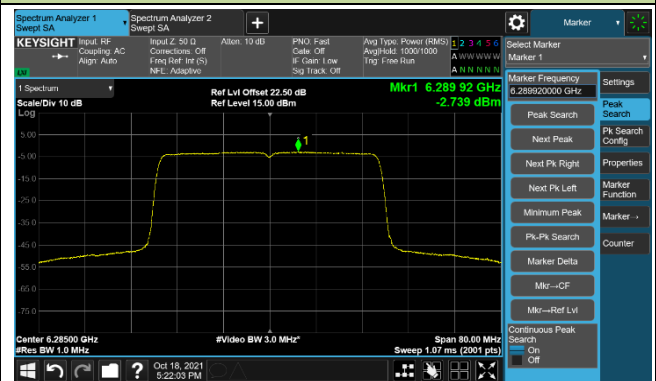 Spectrum Analyzer 1
Swept SA
Spectrum Analyzer 2
Swept SA
+
Marker
KEYSIGHT
Input: RF
Coupling: AC
Align: Auto
Input Z: 50 Ω
Corrections: Off
Freq Ref: Int (S)
NFE: Adaptive
Atten: 10 dB
PNO: Fast
Gate: Off
IF Gain: Low
Sig Track: Off
Avg Type: Power (RMS)
Avg|Hold: 1000/1000
Trig: Free Run
1 2 3 4 5 6
A W W W W W
A N N N N N
LXI
Select Marker
Marker 1
1 Spectrum
Scale/Div 10 dB
Log
Ref Lvl Offset 22.50 dB
Ref Level 15.00 dBm
Mkr1 6.289 92 GHz
-2.739 dBm
5.00
-5.00
-15.0
-25.0
-35.0
-45.0
-55.0
-65.0
-75.0
1
Center 6.28500 GHz
#Res BW 1.0 MHz
#Video BW 3.0 MHz*
Span 80.00 MHz
Sweep 1.07 ms (2001 pts)
Marker Frequency
6.289920000 GHz
Peak Search
Next Peak
Next Pk Right
Next Pk Left
Minimum Peak
Pk-Pk Search
Marker Delta
Mkr→CF
Mkr→Ref Lvl
Continuous Peak
Search
On
Off
Settings
Peak
Search
Pk Search
Config
Properties
Marker
Function
Marker→
Counter
?
Oct 18, 2021
5:22:03 PM